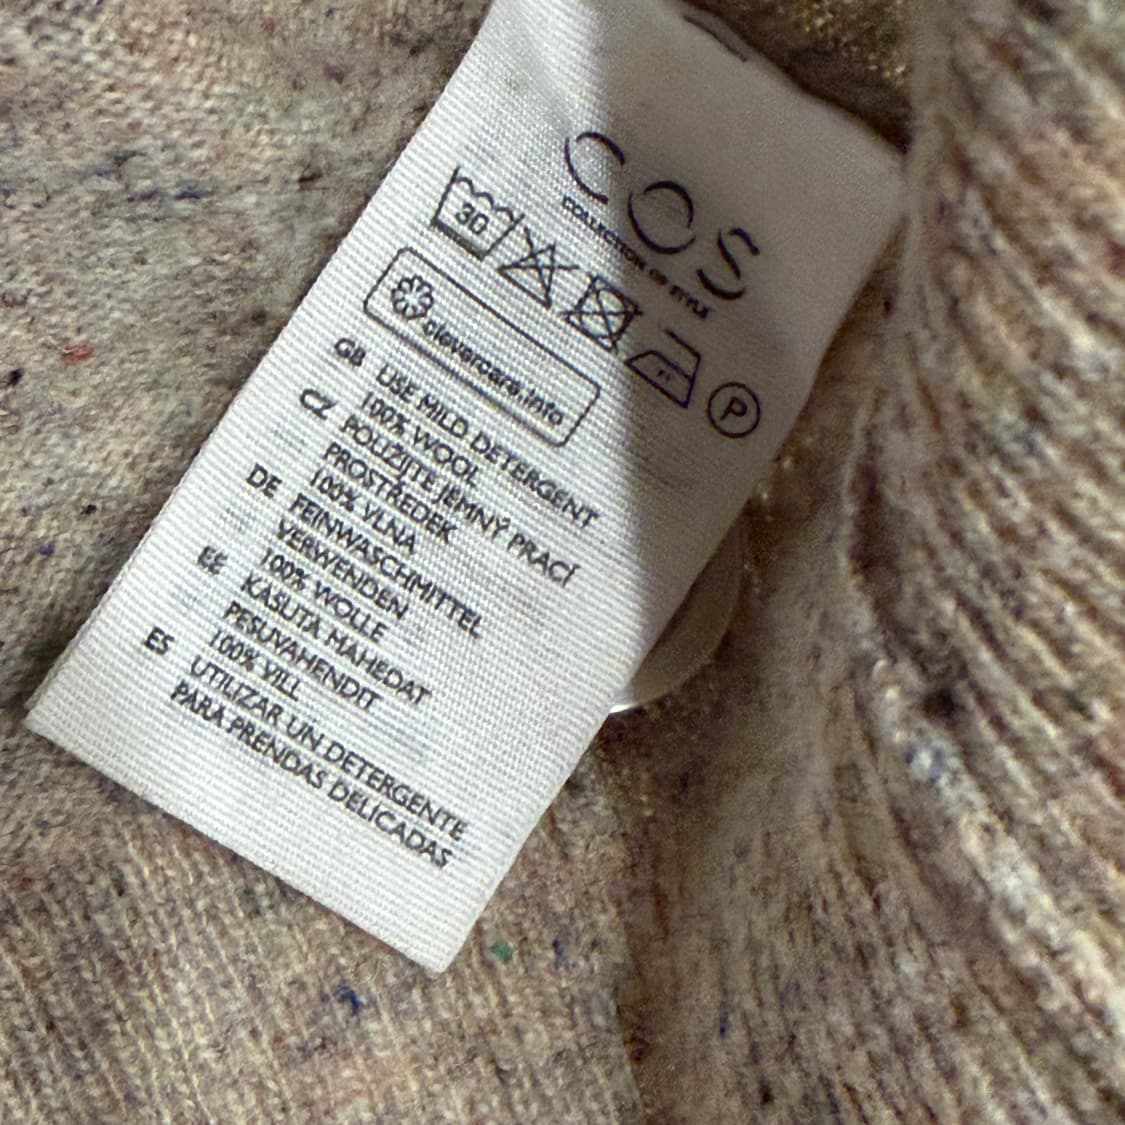 COS
COLLECTION OF STYLE
30
P
clevercare.info
GB USE MILD DETERGENT
100% WOOL
CZ POUŽIJTE JEMNÝ PRACÍ
PROSTŘEDEK
100% VLNA
DE FEINWASCHMITTEL
VERWENDEN
100% WOLLE
EE KASUTA MAHEDAT
PESUVAHENDIT
100% VILL
ES UTILIZAR UN DETERGENTE
PARA PRENDAS DELICADAS